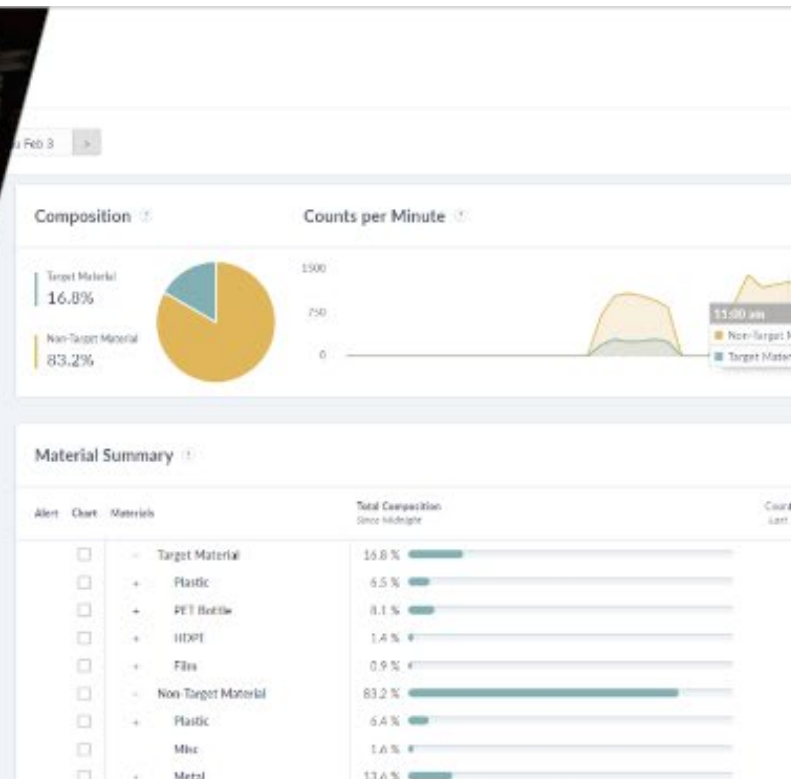 Feb 3 >
Composition ?
Counts per Minute ?
Target Material
16.8%
Non-Target Material
83.2%
1500
750
0
11:00 am
Non-Target M
Target Mater
Material Summary ?
Alert Chart Materials Total Composition
Since Midnight
Count
Last
- Target Material 16.8 %
+ Plastic 6.5 %
+ PET Bottle 8.1 %
+ HDPE 1.4 %
+ Film 0.9 %
- Non-Target Material 83.2 %
+ Plastic 6.4 %
Misc 1.6 %
+ Metal 13.6 %